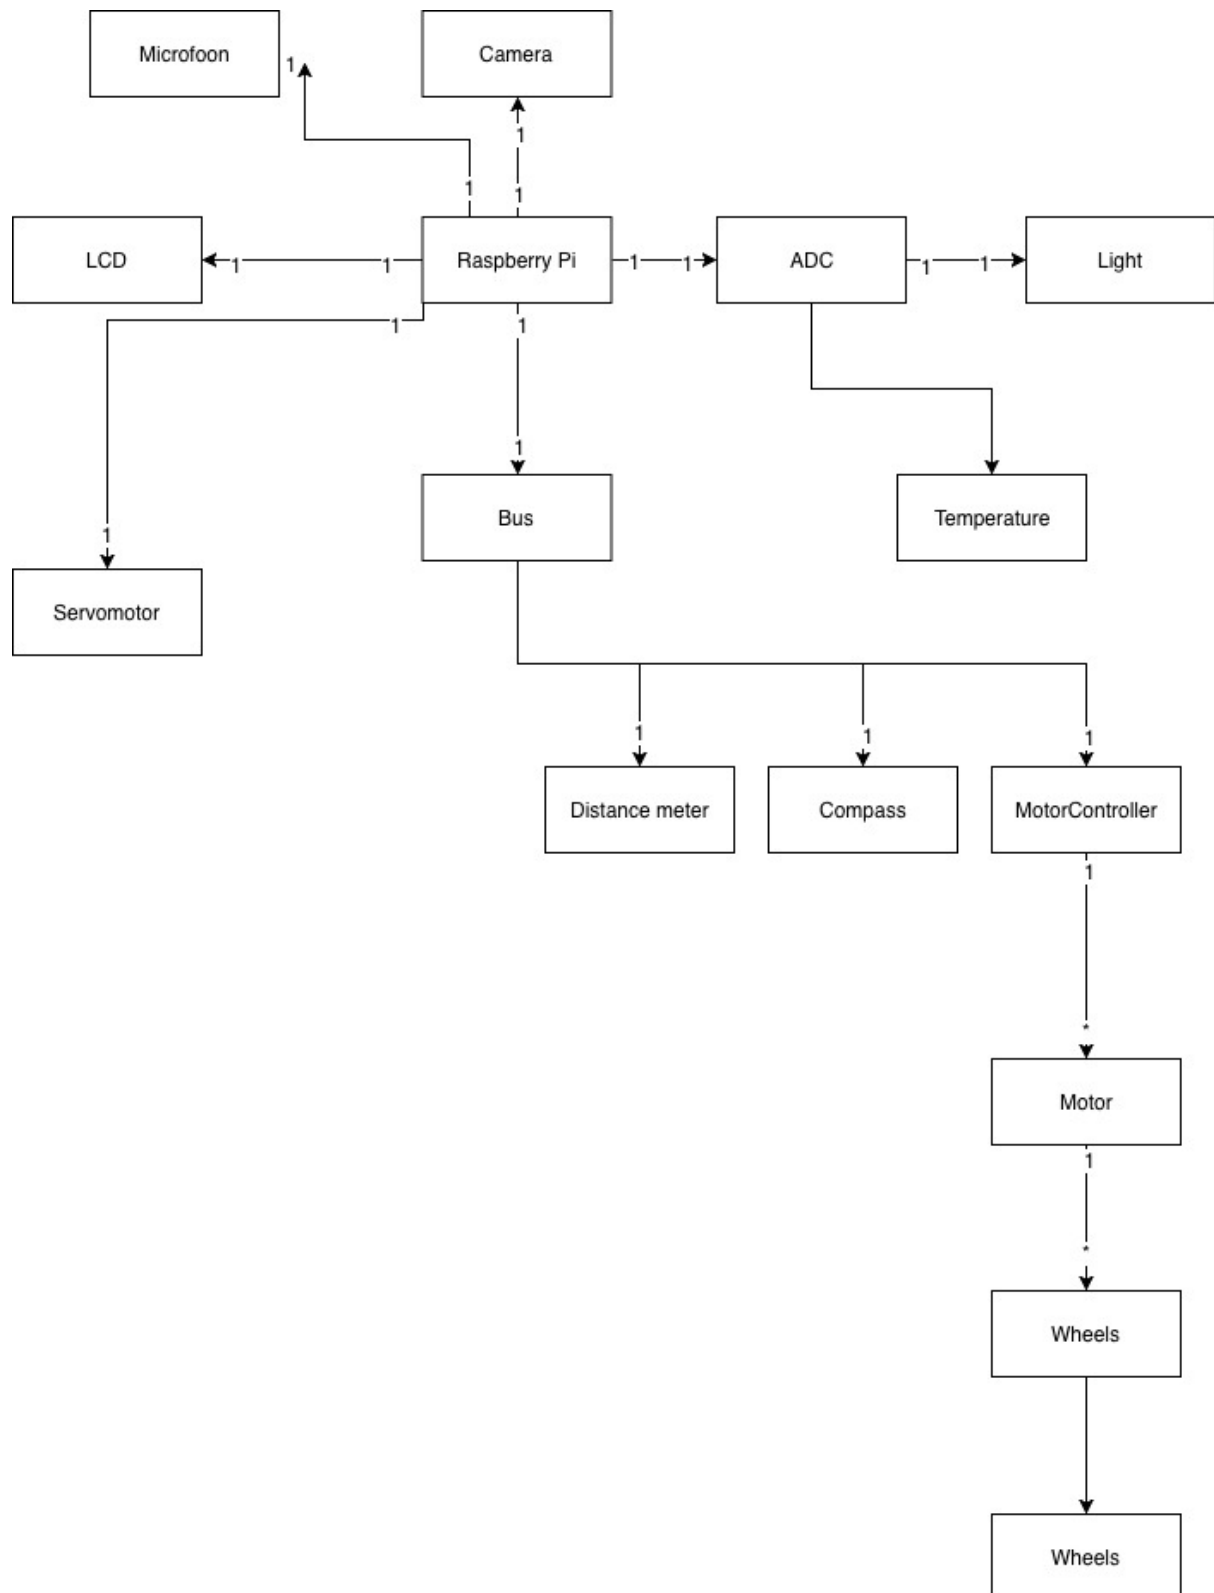 Microfoon
1
Camera
1
1
1
LCD
1
1
Raspberry Pi
1
1
ADC
1
1
Light
1
1
1
Bus
Temperature
1
Servomotor
1
1
1
Distance meter
Compass
MotorController
1
*
Motor
1
*
Wheels
Wheels